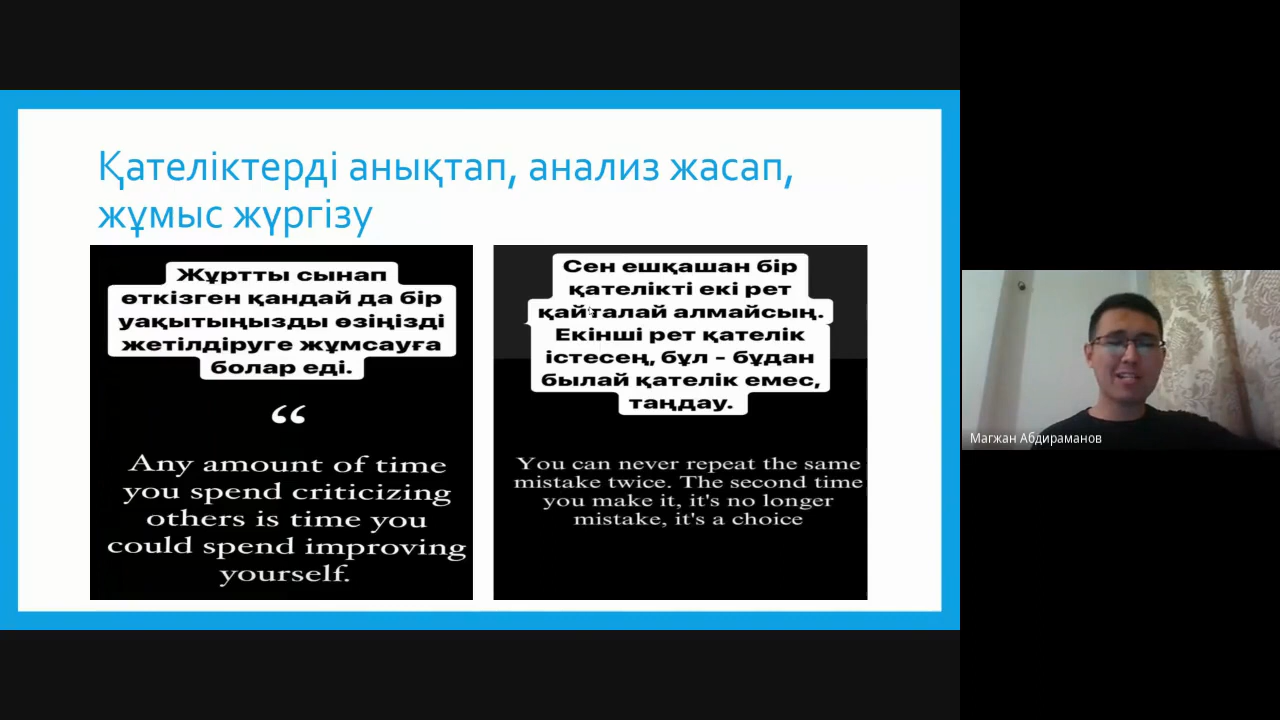 Қателіктерді анықтап, анализ жасап,
жұмыс жүргізу
Жұртты сынап
өткізген қандай да бір
уақытыңызды өзіңізді
жетілдіруге жұмсауға
болар еді.
“
Any amount of time
you spend criticizing
others is time you
could spend improving
yourself.
Сен ешқашан бір
қателікті екі рет
қайталай алмайсың.
Екінші рет қателік
істесең, бұл - бұдан
былай қателік емес,
таңдау.
You can never repeat the same
mistake twice. The second time
you make it, it's no longer
mistake, it's a choice
Магжан Абдираманов